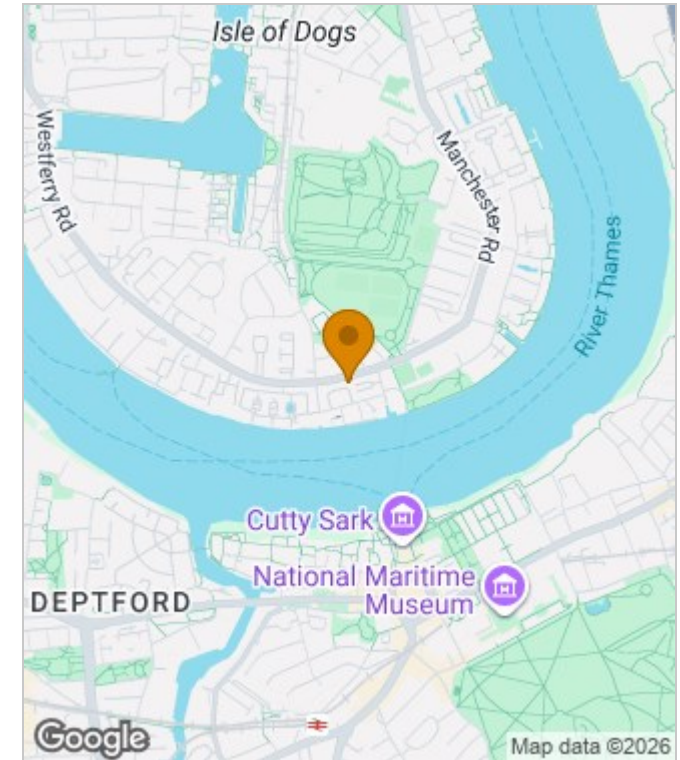 Isle of Dogs
Westferry Rd
Manchester Rd
River Thames
Cutty Sark
National Maritime
Museum
DEPTFORD
Google
Map data ©2026